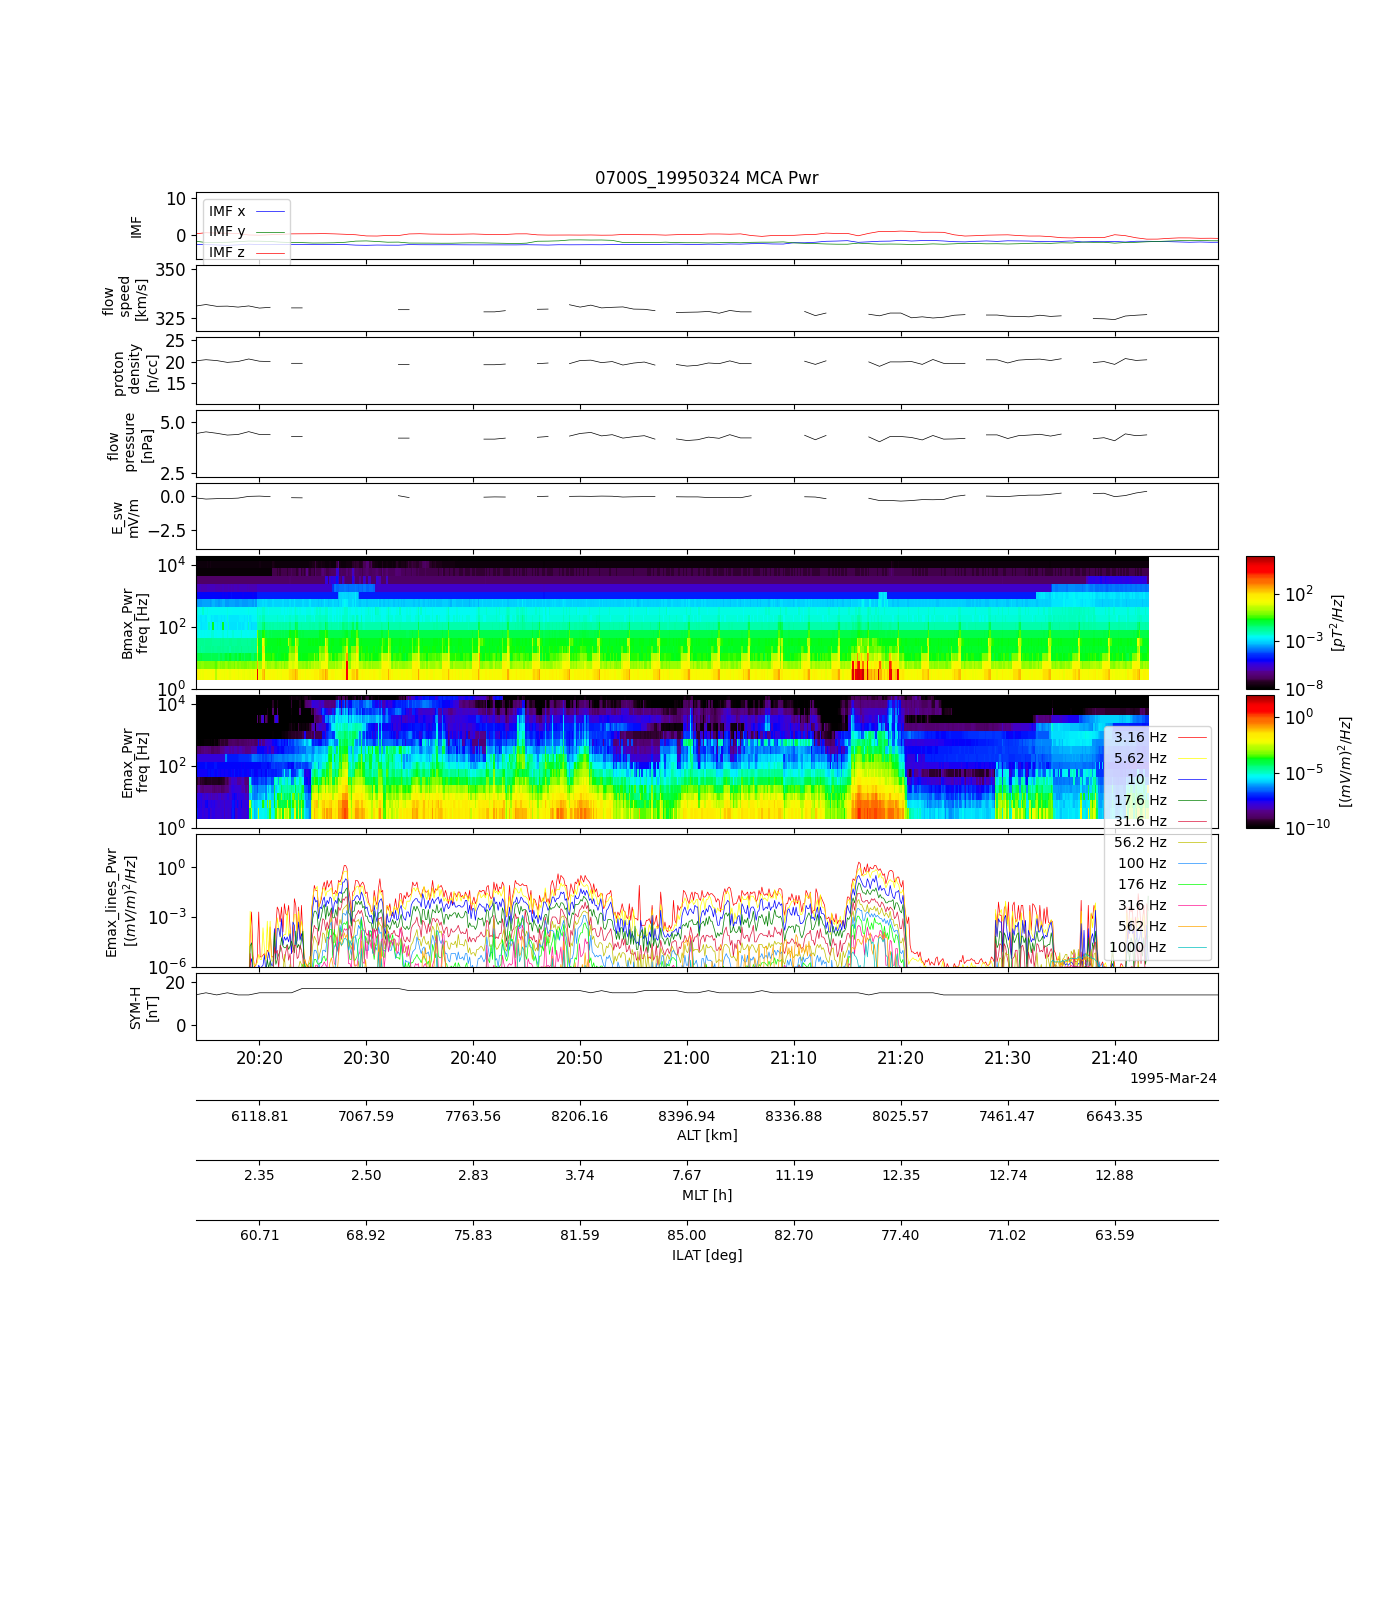 0700S_19950324 MCA Pwr
10
0
IMF
IMF x
IMF y
IMF z
350
325
flow
speed
[km/s]
25
20
15
proton
density
[n/cc]
5.0
2.5
flow
pressure
[nPa]
0.0
−2.5
E_sw
mV/m
10^4
10^2
10^0
Bmax_Pwr
freq [Hz]
10^2
10^−3
10^−8
[pT^2/Hz]
10^4
10^2
10^0
Emax_Pwr
freq [Hz]
10^0
10^−5
10^−10
[(mV/m)^2/Hz]
3.16 Hz
5.62 Hz
10 Hz
17.6 Hz
31.6 Hz
56.2 Hz
100 Hz
176 Hz
316 Hz
562 Hz
1000 Hz
10^0
10^−3
10^−6
Emax_lines_Pwr
[(mV/m)^2/Hz]
20
0
SYM-H
[nT]
20:20 20:30 20:40 20:50 21:00 21:10 21:20 21:30 21:40
1995-Mar-24
6118.81 7067.59 7763.56 8206.16 8396.94 8336.88 8025.57 7461.47 6643.35
ALT [km]
2.35 2.50 2.83 3.74 7.67 11.19 12.35 12.74 12.88
MLT [h]
60.71 68.92 75.83 81.59 85.00 82.70 77.40 71.02 63.59
ILAT [deg]